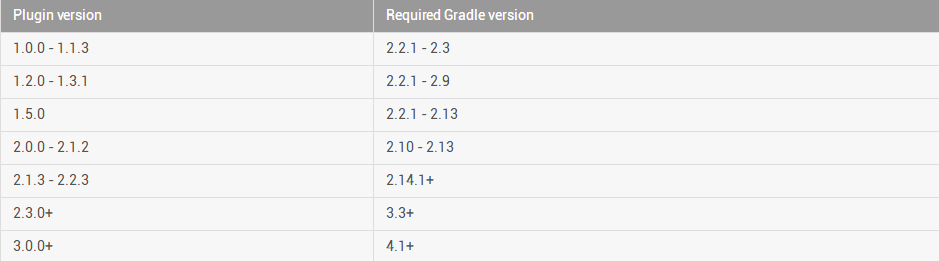 Plugin version Required Gradle version
1.0.0 - 1.1.3 2.2.1 - 2.3
1.2.0 - 1.3.1 2.2.1 - 2.9
1.5.0 2.2.1 - 2.13
2.0.0 - 2.1.2 2.10 - 2.13
2.1.3 - 2.2.3 2.14.1+
2.3.0+ 3.3+
3.0.0+ 4.1+